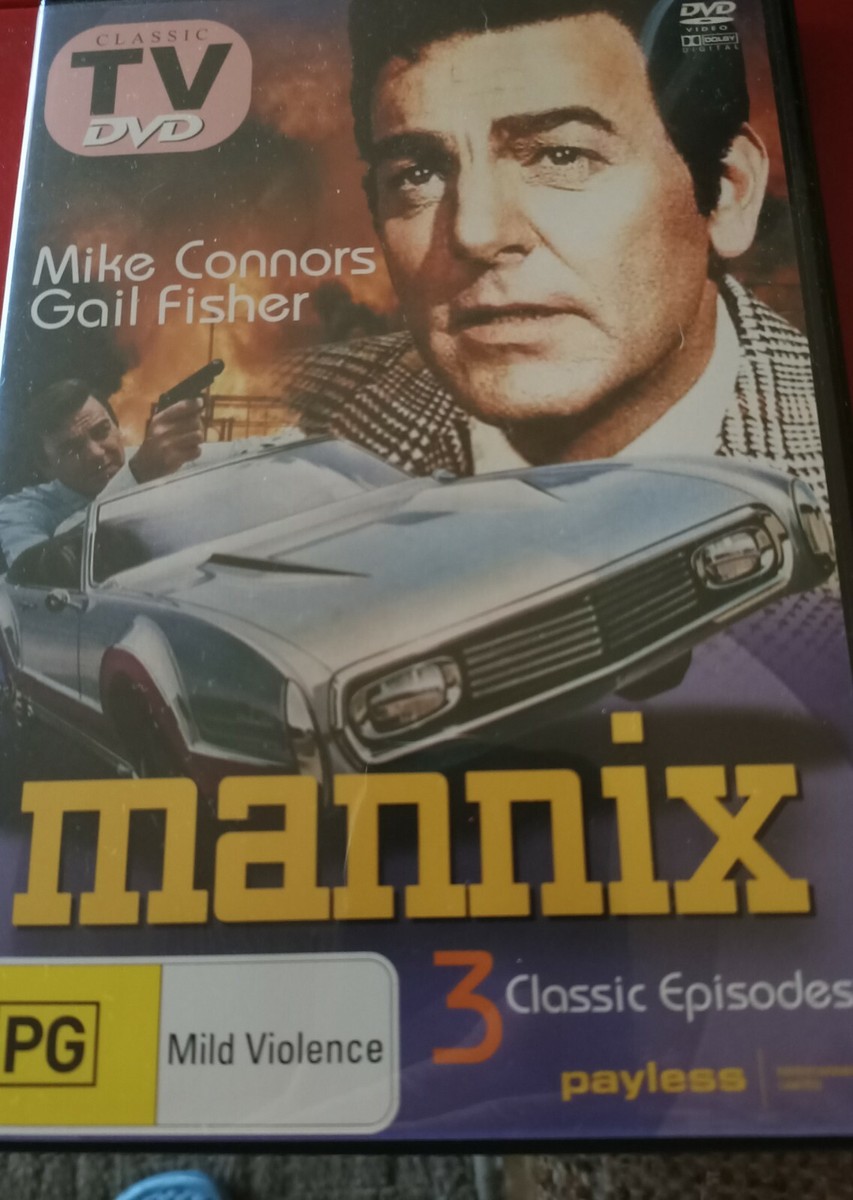 CLASSIC
TV
DVD
DVD
VIDEO
DOLBY
DIGITAL
Mike Connors
Gail Fisher
mannix
PG
Mild Violence
3 Classic Episodes
payless